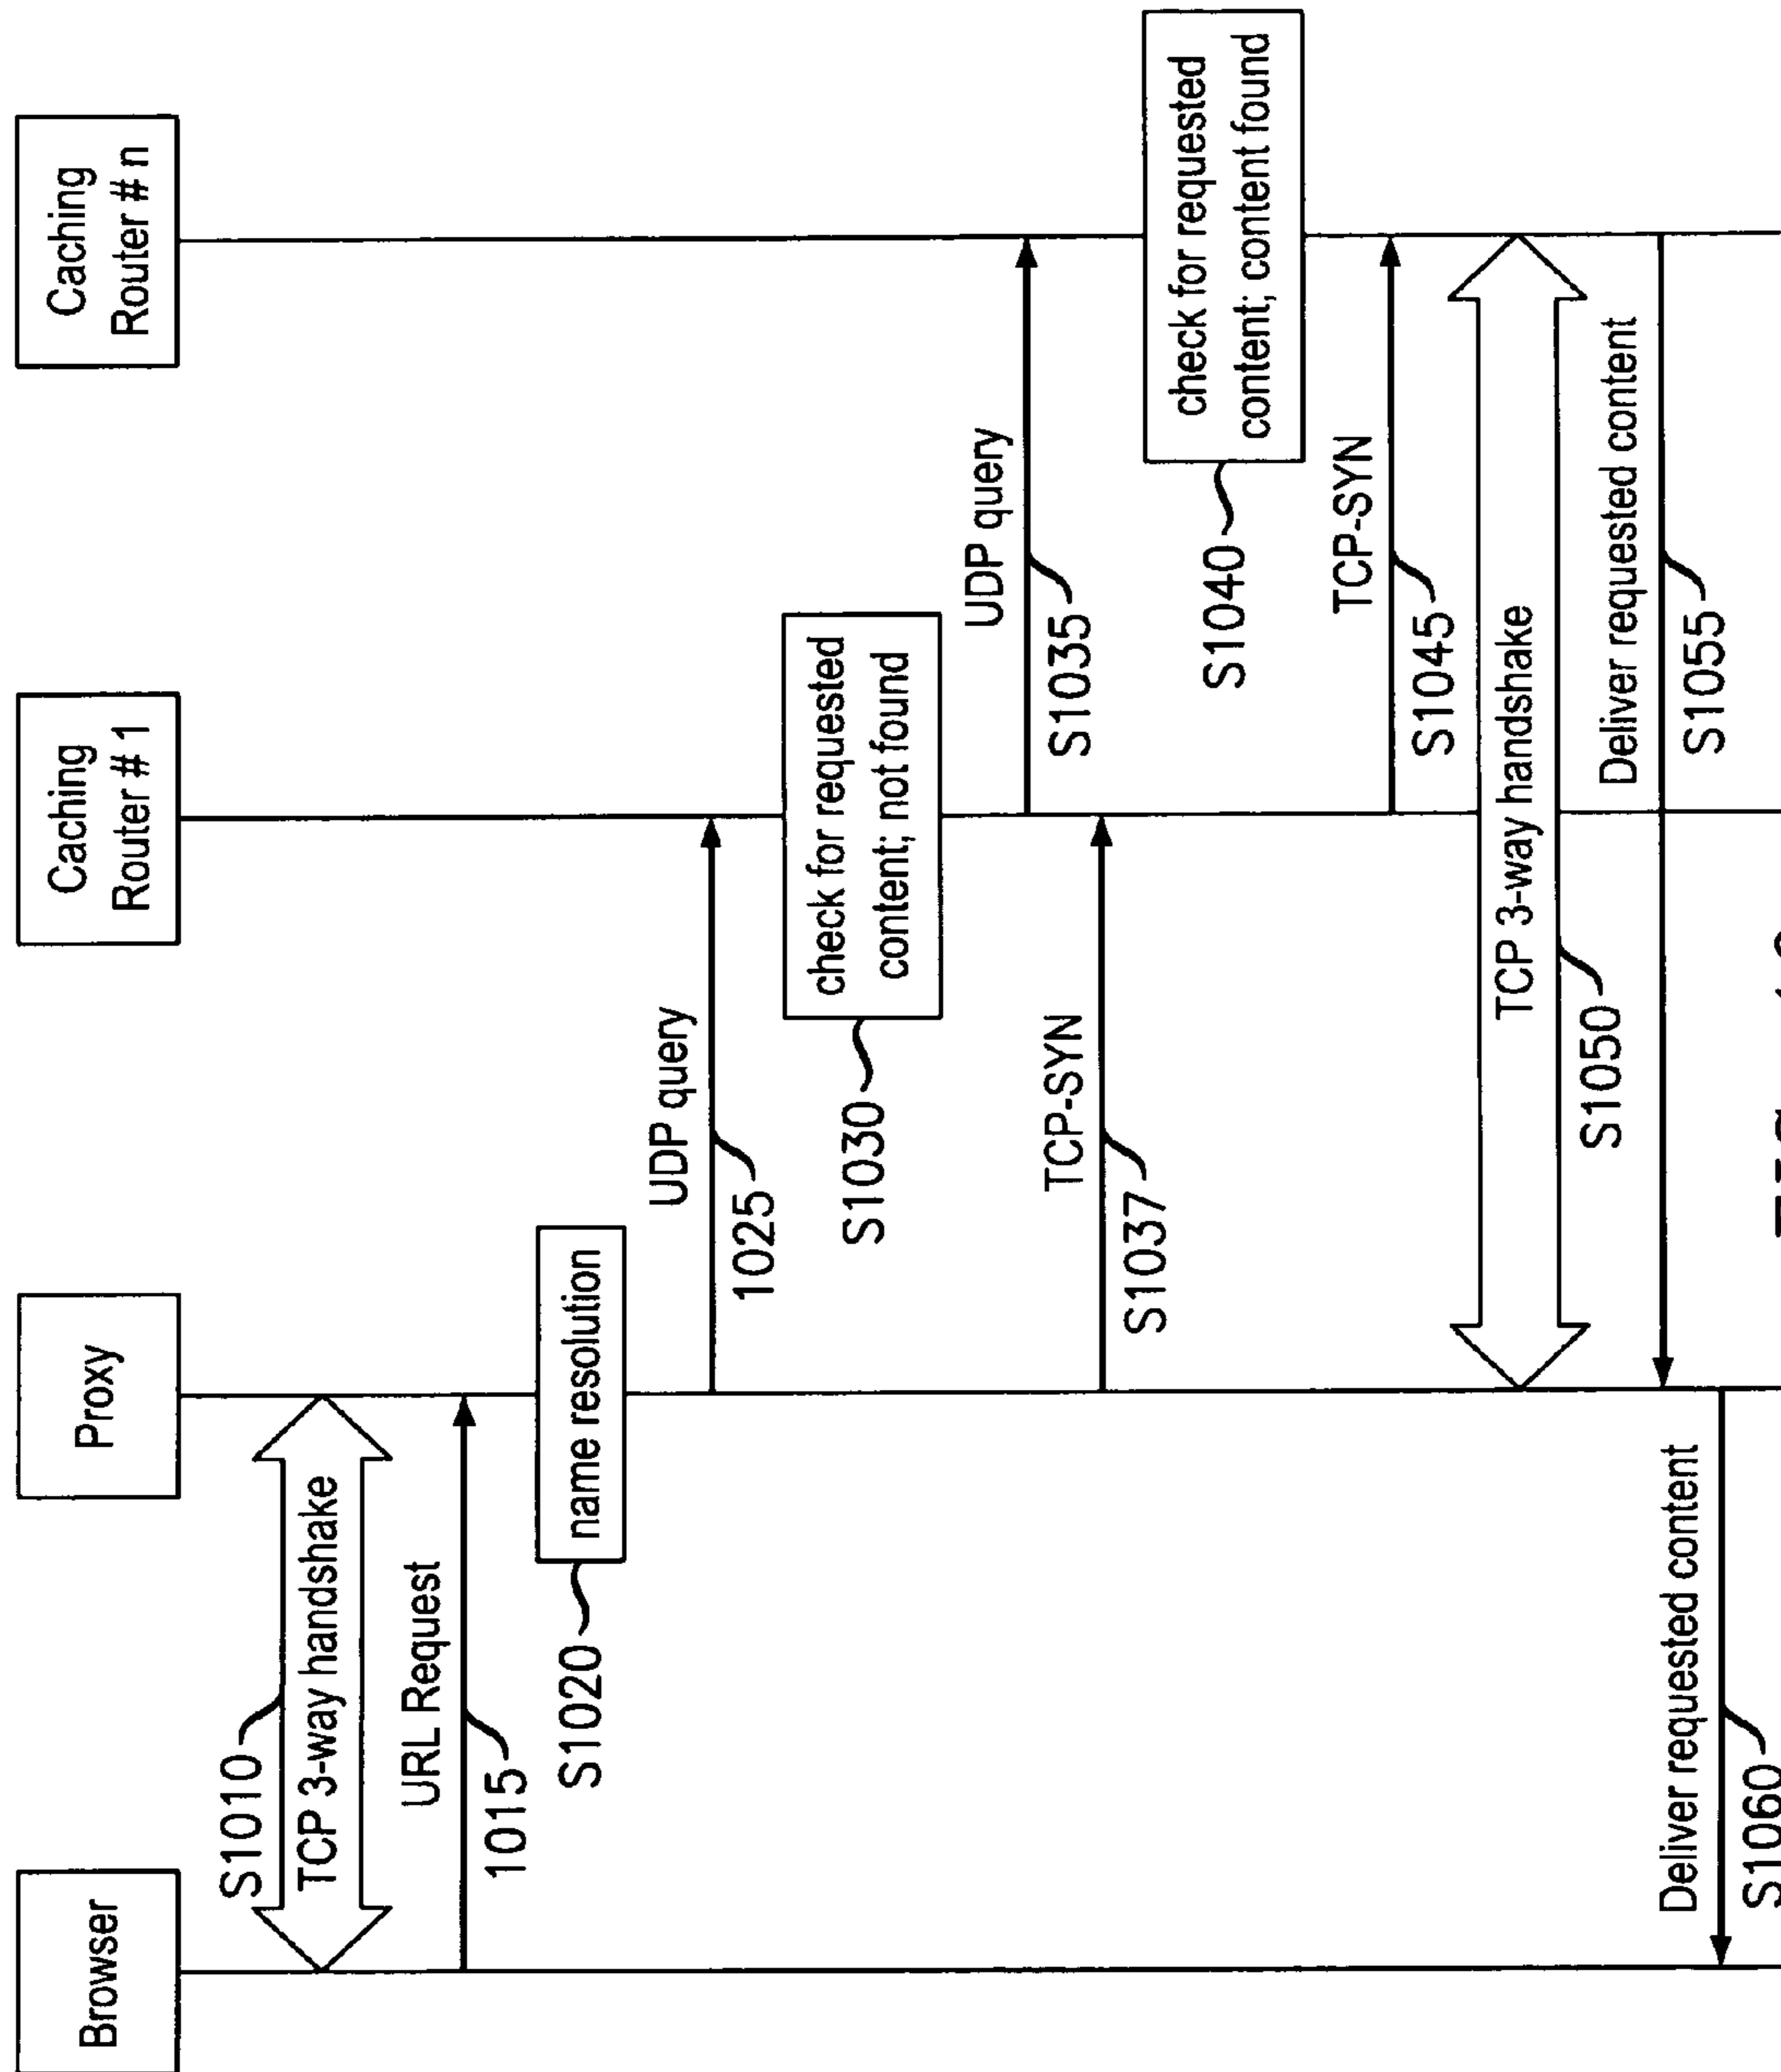 Browser
Proxy
Caching
Router # 1
Caching
Router # n
S1010
TCP 3-way handshake
URL Request
1015
name resolution
S1020
UDP query
1025
check for requested
content; not found
S1030
UDP query
S1035
TCP-SYN
S1037
check for requested
content; content found
S1040
TCP-SYN
S1045
TCP 3-way handshake
S1050
Deliver requested content
S1055
Deliver requested content
S1060